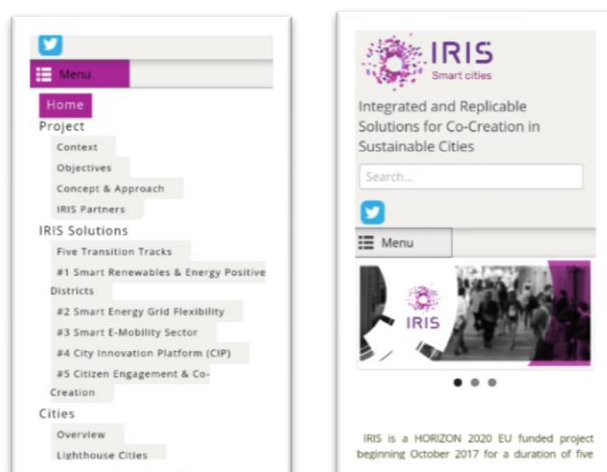 Menu
Home
Project
Context
Objectives
Concept & Approach
IRIS Partners
IRIS Solutions
Five Transition Tracks
#1 Smart Renewables & Energy Positive
Districts
#2 Smart Energy Grid Flexibility
#3 Smart E-Mobility Sector
#4 City Innovation Platform (CIP)
#5 Citizen Engagement & Co-
Creation
Cities
Overview
Lighthouse Cities
IRIS
Smart cities
Integrated and Replicable
Solutions for Co-Creation in
Sustainable Cities
Search...
Menu
IRIS
IRIS is a HORIZON 2020 EU funded project
beginning October 2017 for a duration of five